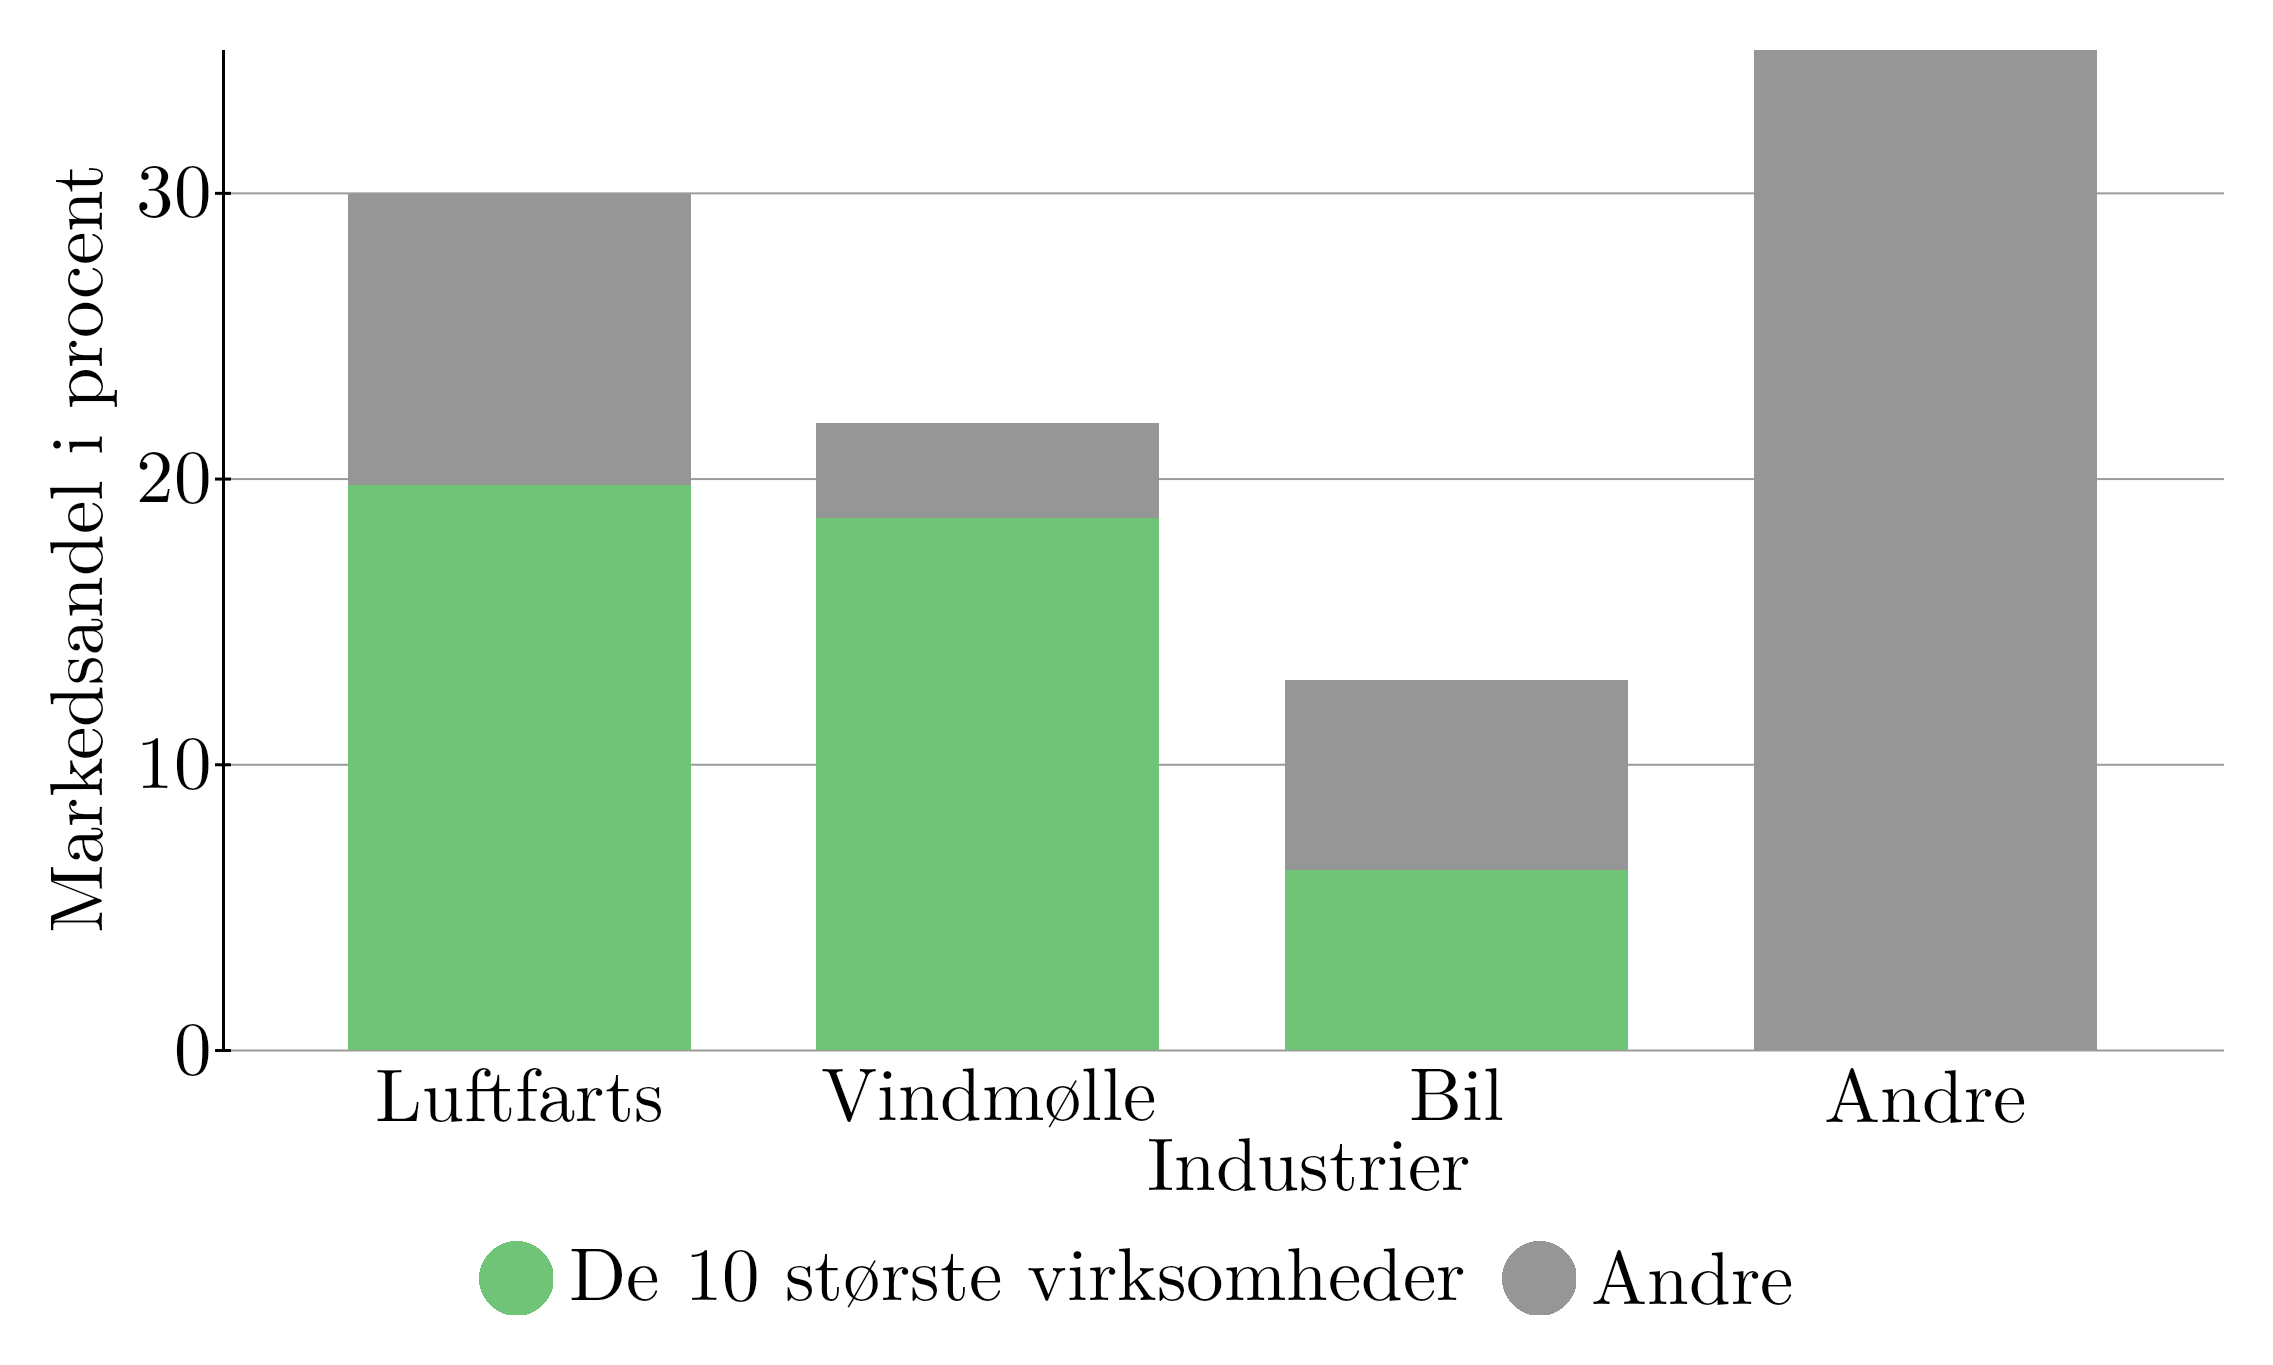 Markedsandel i procent
30
20
10
0
Luftfarts Vindmølle Bil Andre
Industrier
De 10 største virksomheder Andre